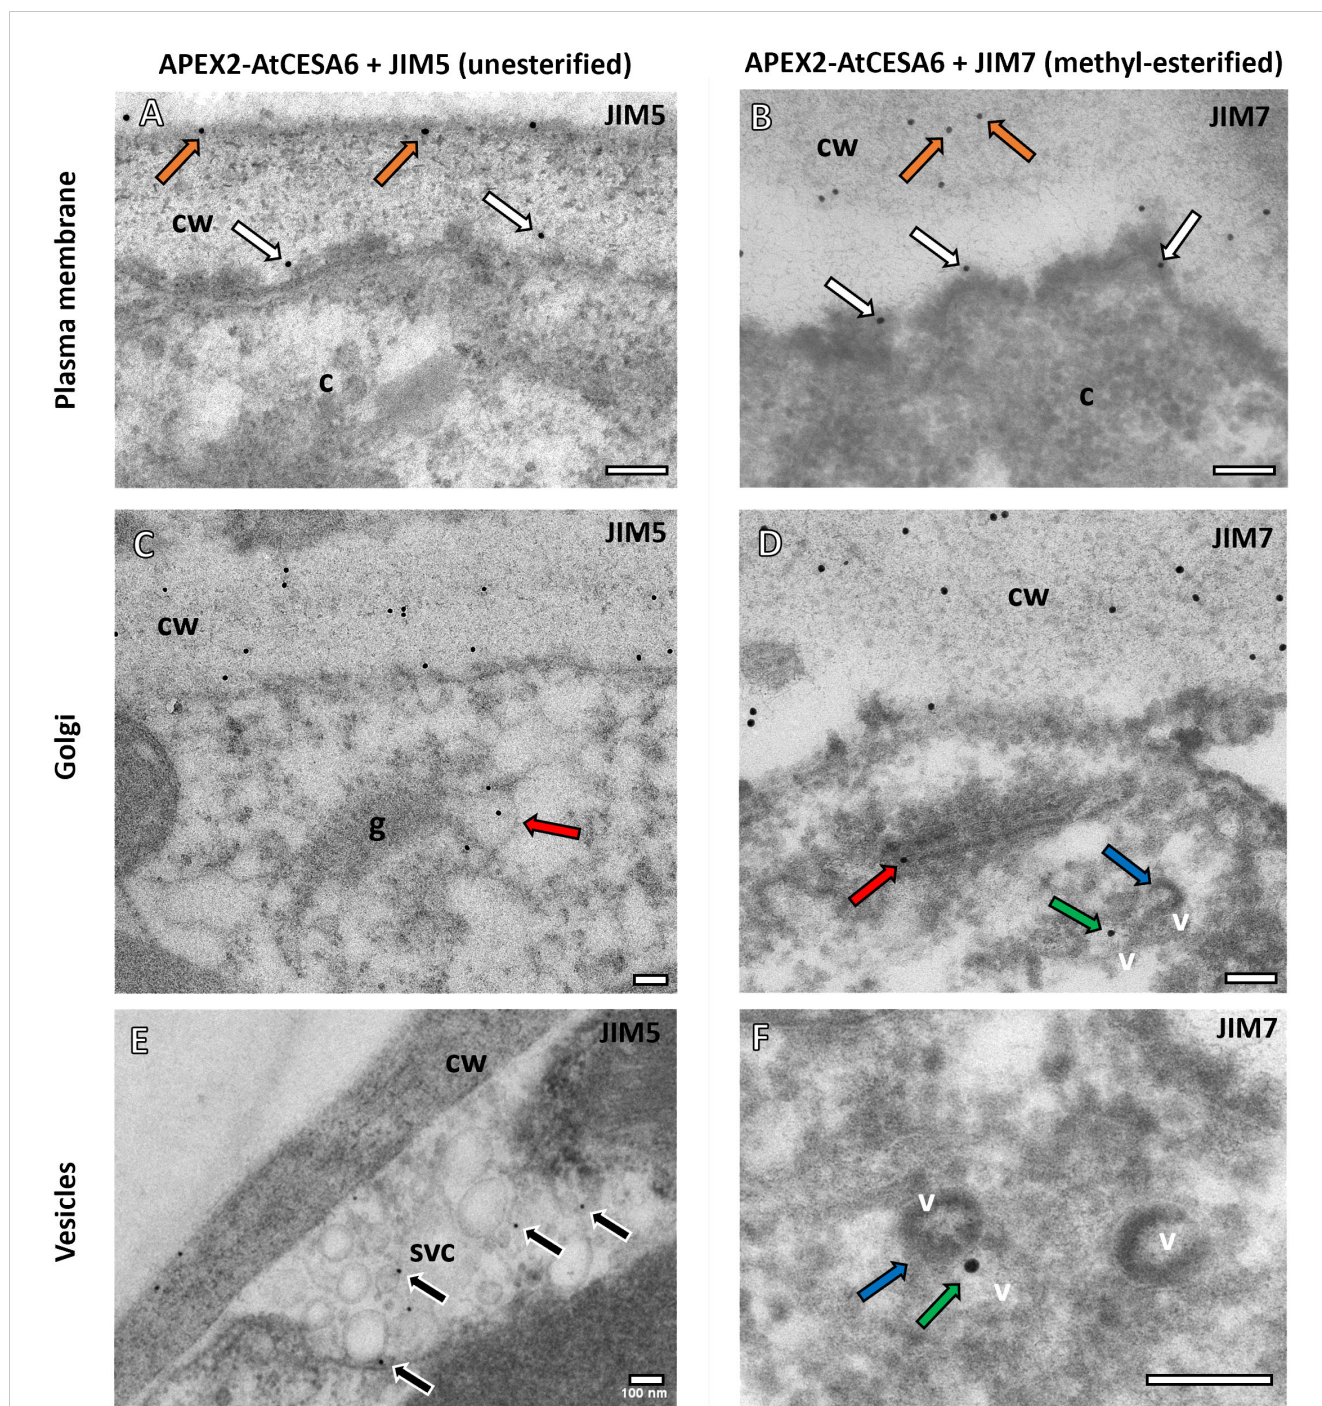 APEX2-AtCESA6 + JIM5 (unesterified)
APEX2-AtCESA6 + JIM7 (methyl-esterified)
Plasma membrane
A
JIM5
cw
c
B
JIM7
cw
c
Golgi
C
JIM5
cw
g
D
JIM7
cw
v
v
Vesicles
E
JIM5
cw
svc
100 nm
F
JIM7
v
v
v